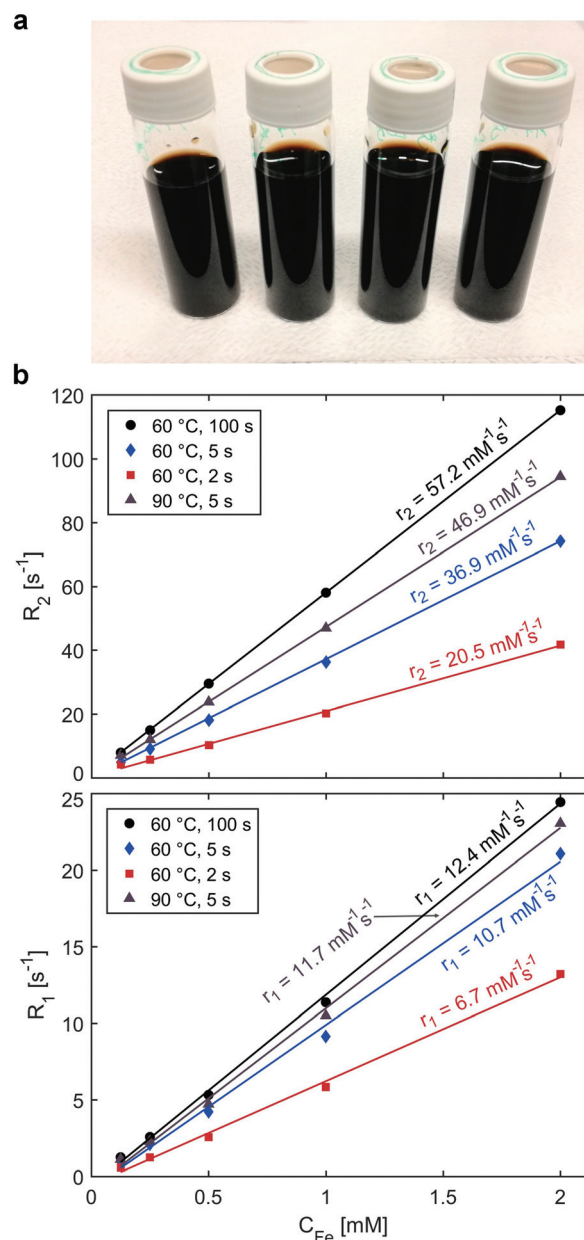 a
b
120
100
80
60
40
20
0
R2 [s-1]
60 °C, 100 s
60 °C, 5 s
60 °C, 2 s
90 °C, 5 s
r2 = 57.2 mM-1s-1
r2 = 46.9 mM-1s-1
r2 = 36.9 mM-1s-1
r2 = 20.5 mM-1s-1
25
20
15
10
5
0
R1 [s-1]
60 °C, 100 s
60 °C, 5 s
60 °C, 2 s
90 °C, 5 s
r1 = 12.4 mM-1s-1
r1 = 11.7 mM-1s-1
r1 = 10.7 mM-1s-1
r1 = 6.7 mM-1s-1
0 0.5 1 1.5 2
CFe [mM]